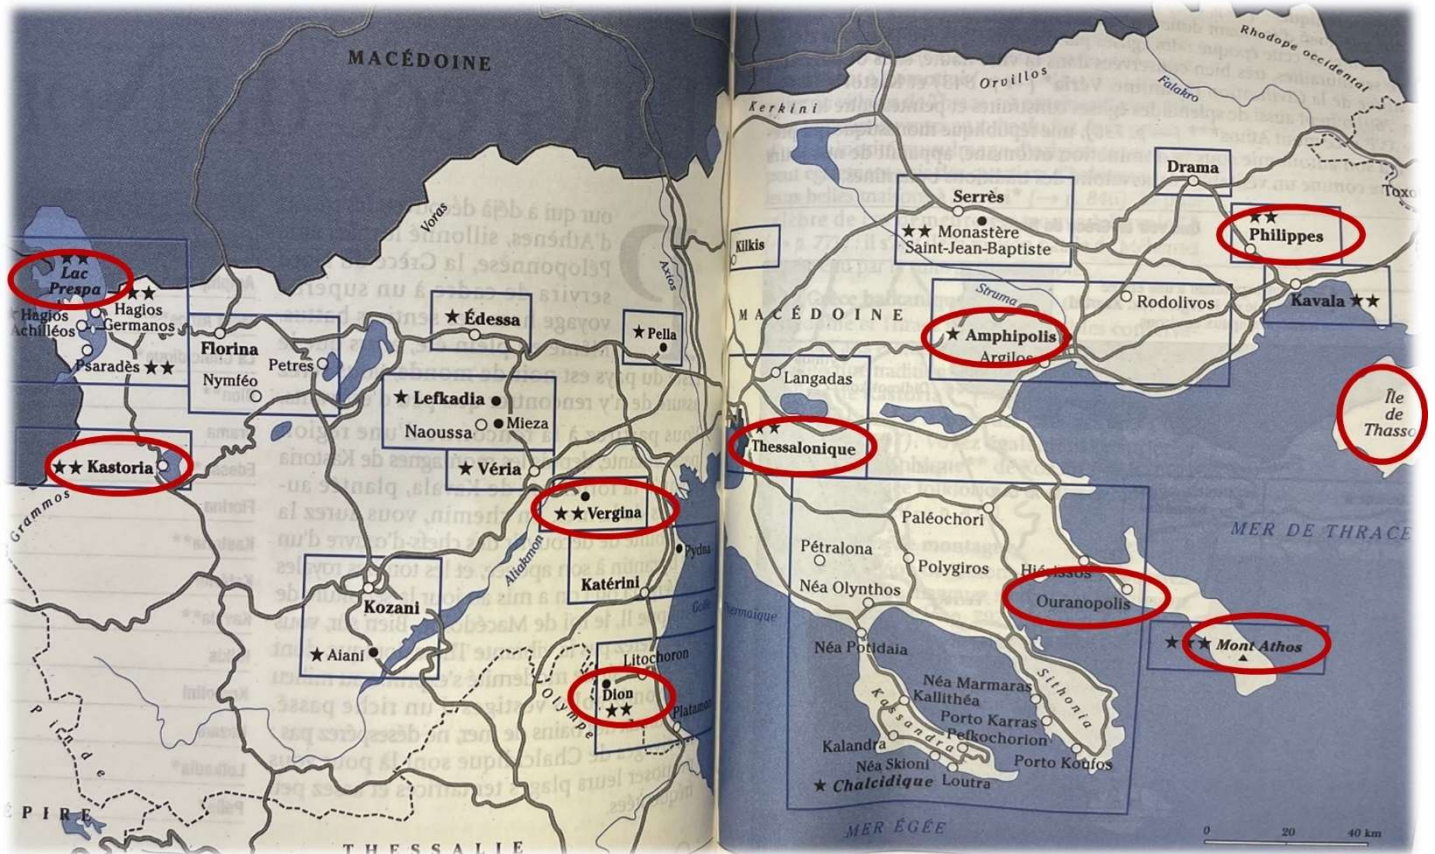 MACÉDOINE
Voras
Axios
★★
Lac
Prespa
★★
Hagios
Germanos
Hagios
Achilléos
Psaradès ★★
Florina
Petres
Nymféo
★ Édessa
★ Pella
★ Lefkadia
Naoussa
Mieza
★ Véria
★★ Kastoria
★★ Vergina
Grammos
Aliakmon
Pydna
Katérini
Kozani
★ Aiani
Litochoron
Dion
★★
Olympe
Platamon
Pinde
ÉPIRE
THESSALIE
Kerkini
Orvillos
Falakro
Rhodope occidental
Drama
Serrès
★★ Monastère
Saint-Jean-Baptiste
Kilkis
★★
Philippes
Struma
Rodolivos
Kavala ★★
MACÉDOINE
★ Amphipolis
Argilos
Langadas
★★
Thessalonique
Île
de
Thasso
MER DE THRACE
Paléochori
Pétralona
Polygiros
Néa Olynthos
Hiérissos
Ouranopolis
Néa Potidaia
★★★ Mont Athos
Néa Marmaras
Kallithéa
Sithonia
Kassandra
Porto Karras
Pefkochorion
Kalandra
Néa Skioni
Porto Koufos
Loutra
★ Chalcidique
MER ÉGÉE
0 20 40 km